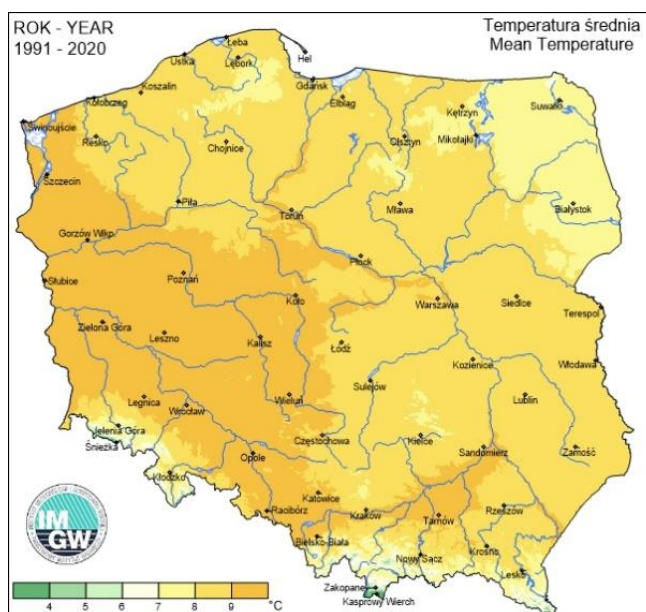 ROK - YEAR
1991 - 2020
Temperatura średnia
Mean Temperature
Łeba
Hel
Ustka
Lębork
Gdańsk
Koszalin
Kołobrzeg
Elbląg
Kętrzyn
Suwałki
Świnoujście
Resko
Chojnice
Olsztyn
Mikołajki
Szczecin
Piła
Toruń
Mława
Białystok
Gorzów Wlkp.
Płock
Słubice
Poznań
Koło
Warszawa
Siedlce
Terespol
Zielona Góra
Leszno
Kalisz
Łódź
Kozienice
Włodawa
Sulejów
Legnica
Wrocław
Wieluń
Lublin
Jelenia Góra
Śnieżka
Częstochowa
Kielce
Sandomierz
Zamość
Opole
Kłodzko
Katowice
Racibórz
Kraków
Tarnów
Rzeszów
Bielsko-Biała
Nowy Sącz
Krosno
Lesko
Zakopane
Kasprowy Wierch
IM
GW
4 5 6 7 8 9 °C